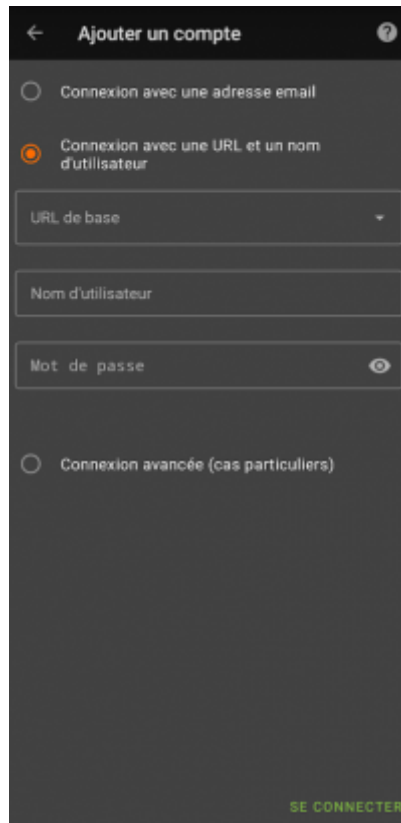 Ajouter un compte
Connexion avec une adresse email
Connexion avec une URL et un nom
d'utilisateur
URL de base
Nom d'utilisateur
Mot de passe
Connexion avancée (cas particuliers)
SE CONNECTER